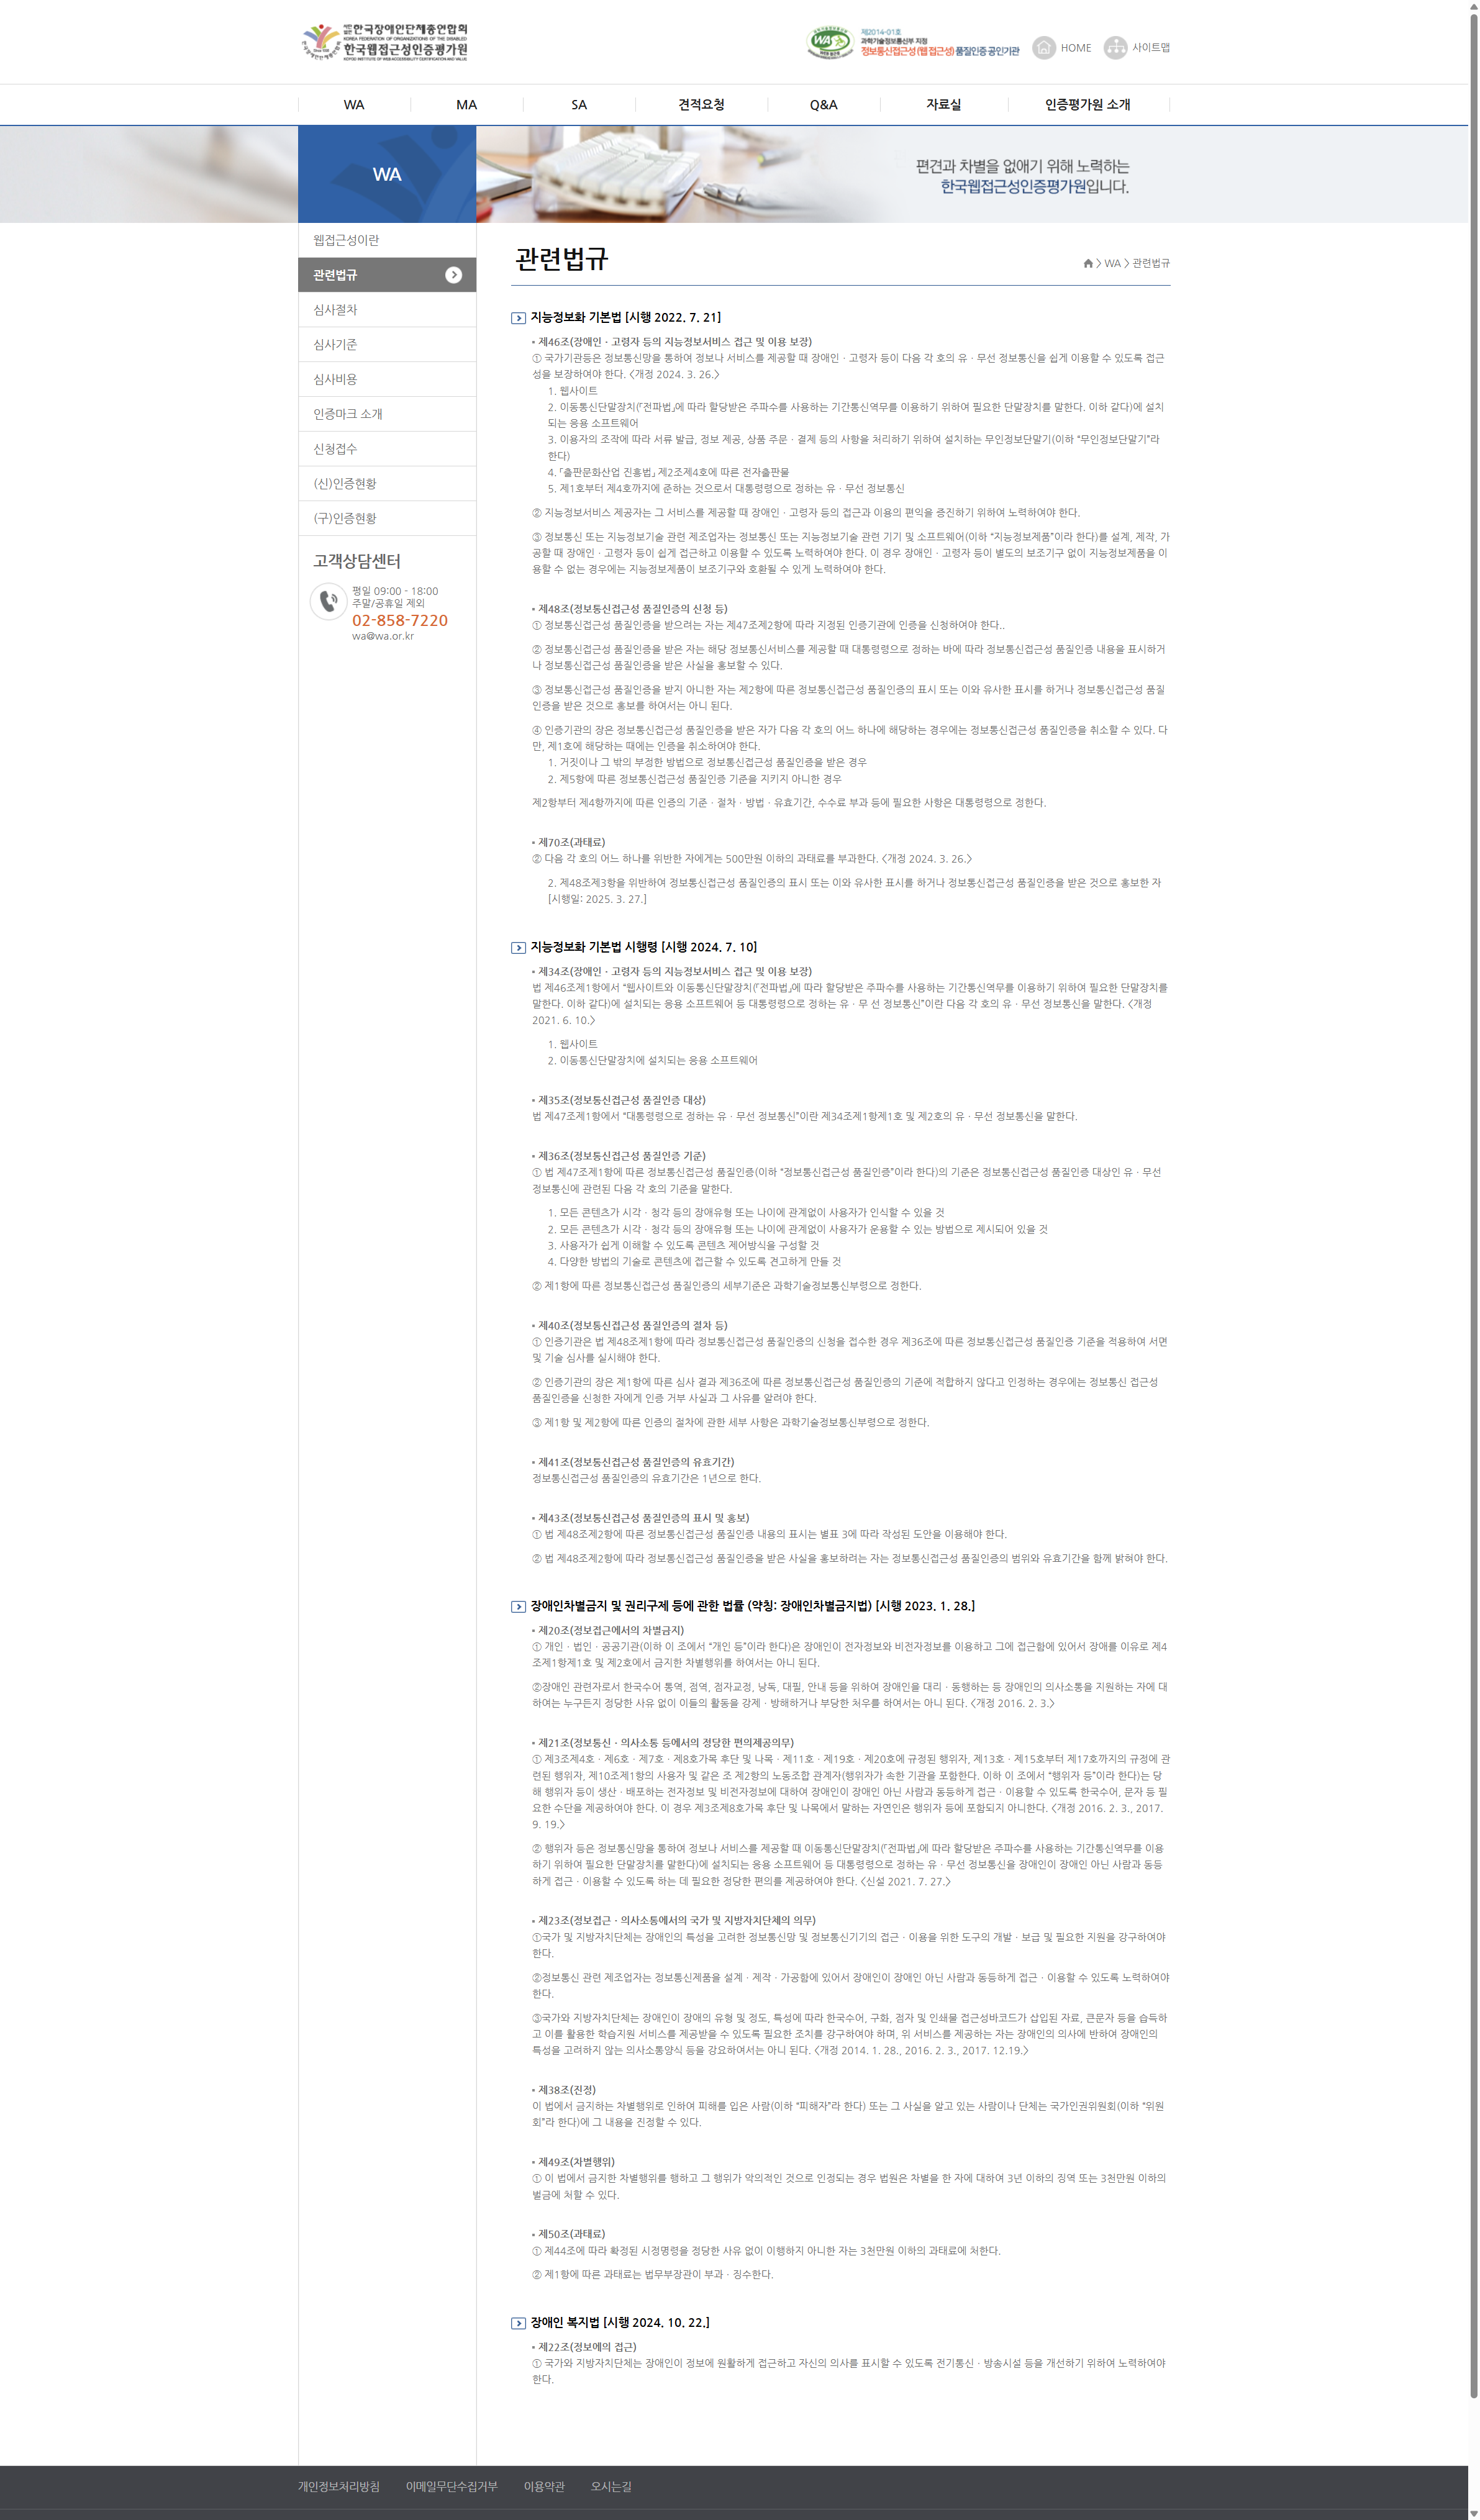 사단법인 한국장애인단체총연합회
KOREA FEDERATION OF ORGANIZATIONS OF THE DISABLED
한국웹접근성인증평가원
KOFOD INSTITUTE OF WEB-ACCESSIBILITY CERTIFICATION AND VALUE
WA
제2014-01호
과학기술정보통신부 지정
정보통신접근성(웹 접근성) 품질인증 공인기관
HOME
사이트맵
WA MA SA 견적요청 Q&A 자료실 인증평가원 소개
WA
편견과 차별을 없애기 위해 노력하는
한국웹접근성인증평가원입니다.
웹접근성이란
관련법규
심사절차
심사기준
심사비용
인증마크 소개
신청접수
(신)인증현황
(구)인증현황
고객상담센터
평일 09:00 - 18:00
주말/공휴일 제외
02-858-7220
wa@wa.or.kr
관련법규
> WA > 관련법규
지능정보화 기본법 [시행 2022. 7. 21]
제46조(장애인ㆍ고령자 등의 지능정보서비스 접근 및 이용 보장)
① 국가기관등은 정보통신망을 통하여 정보나 서비스를 제공할 때 장애인ㆍ고령자 등이 다음 각 호의 유ㆍ무선 정보통신을 쉽게 이용할 수 있도록 접근
성을 보장하여야 한다. <개정 2024. 3. 26.>
1. 웹사이트
2. 이동통신단말장치(「전파법」에 따라 할당받은 주파수를 사용하는 기간통신역무를 이용하기 위하여 필요한 단말장치를 말한다. 이하 같다)에 설치
되는 응용 소프트웨어
3. 이용자의 조작에 따라 서류 발급, 정보 제공, 상품 주문ㆍ결제 등의 사항을 처리하기 위하여 설치하는 무인정보단말기(이하 “무인정보단말기”라
한다)
4. 「출판문화산업 진흥법」 제2조제4호에 따른 전자출판물
5. 제1호부터 제4호까지에 준하는 것으로서 대통령령으로 정하는 유ㆍ무선 정보통신
② 지능정보서비스 제공자는 그 서비스를 제공할 때 장애인ㆍ고령자 등의 접근과 이용의 편익을 증진하기 위하여 노력하여야 한다.
③ 정보통신 또는 지능정보기술 관련 제조업자는 정보통신 또는 지능정보기술 관련 기기 및 소프트웨어(이하 “지능정보제품”이라 한다)를 설계, 제작, 가
공할 때 장애인ㆍ고령자 등이 쉽게 접근하고 이용할 수 있도록 노력하여야 한다. 이 경우 장애인ㆍ고령자 등이 별도의 보조기구 없이 지능정보제품을 이
용할 수 없는 경우에는 지능정보제품이 보조기구와 호환될 수 있게 노력하여야 한다.
제48조(정보통신접근성 품질인증의 신청 등)
① 정보통신접근성 품질인증을 받으려는 자는 제47조제2항에 따라 지정된 인증기관에 인증을 신청하여야 한다..
② 정보통신접근성 품질인증을 받은 자는 해당 정보통신서비스를 제공할 때 대통령령으로 정하는 바에 따라 정보통신접근성 품질인증 내용을 표시하거
나 정보통신접근성 품질인증을 받은 사실을 홍보할 수 있다.
③ 정보통신접근성 품질인증을 받지 아니한 자는 제2항에 따른 정보통신접근성 품질인증의 표시 또는 이와 유사한 표시를 하거나 정보통신접근성 품질
인증을 받은 것으로 홍보를 하여서는 아니 된다.
④ 인증기관의 장은 정보통신접근성 품질인증을 받은 자가 다음 각 호의 어느 하나에 해당하는 경우에는 정보통신접근성 품질인증을 취소할 수 있다. 다
만, 제1호에 해당하는 때에는 인증을 취소하여야 한다.
1. 거짓이나 그 밖의 부정한 방법으로 정보통신접근성 품질인증을 받은 경우
2. 제5항에 따른 정보통신접근성 품질인증 기준을 지키지 아니한 경우
제2항부터 제4항까지에 따른 인증의 기준ㆍ절차ㆍ방법ㆍ유효기간, 수수료 부과 등에 필요한 사항은 대통령령으로 정한다.
제70조(과태료)
② 다음 각 호의 어느 하나를 위반한 자에게는 500만원 이하의 과태료를 부과한다. <개정 2024. 3. 26.>
2. 제48조제3항을 위반하여 정보통신접근성 품질인증의 표시 또는 이와 유사한 표시를 하거나 정보통신접근성 품질인증을 받은 것으로 홍보한 자
[시행일: 2025. 3. 27.]
지능정보화 기본법 시행령 [시행 2024. 7. 10]
제34조(장애인ㆍ고령자 등의 지능정보서비스 접근 및 이용 보장)
법 제46조제1항에서 “웹사이트와 이동통신단말장치(「전파법」에 따라 할당받은 주파수를 사용하는 기간통신역무를 이용하기 위하여 필요한 단말장치를
말한다. 이하 같다)에 설치되는 응용 소프트웨어 등 대통령령으로 정하는 유ㆍ무 선 정보통신”이란 다음 각 호의 유ㆍ무선 정보통신을 말한다. <개정
2021. 6. 10.>
1. 웹사이트
2. 이동통신단말장치에 설치되는 응용 소프트웨어
제35조(정보통신접근성 품질인증 대상)
법 제47조제1항에서 “대통령령으로 정하는 유ㆍ무선 정보통신”이란 제34조제1항제1호 및 제2호의 유ㆍ무선 정보통신을 말한다.
제36조(정보통신접근성 품질인증 기준)
① 법 제47조제1항에 따른 정보통신접근성 품질인증(이하 “정보통신접근성 품질인증”이라 한다)의 기준은 정보통신접근성 품질인증 대상인 유ㆍ무선
정보통신에 관련된 다음 각 호의 기준을 말한다.
1. 모든 콘텐츠가 시각ㆍ청각 등의 장애유형 또는 나이에 관계없이 사용자가 인식할 수 있을 것
2. 모든 콘텐츠가 시각ㆍ청각 등의 장애유형 또는 나이에 관계없이 사용자가 운용할 수 있는 방법으로 제시되어 있을 것
3. 사용자가 쉽게 이해할 수 있도록 콘텐츠 제어방식을 구성할 것
4. 다양한 방법의 기술로 콘텐츠에 접근할 수 있도록 견고하게 만들 것
② 제1항에 따른 정보통신접근성 품질인증의 세부기준은 과학기술정보통신부령으로 정한다.
제40조(정보통신접근성 품질인증의 절차 등)
① 인증기관은 법 제48조제1항에 따라 정보통신접근성 품질인증의 신청을 접수한 경우 제36조에 따른 정보통신접근성 품질인증 기준을 적용하여 서면
및 기술 심사를 실시해야 한다.
② 인증기관의 장은 제1항에 따른 심사 결과 제36조에 따른 정보통신접근성 품질인증의 기준에 적합하지 않다고 인정하는 경우에는 정보통신 접근성
품질인증을 신청한 자에게 인증 거부 사실과 그 사유를 알려야 한다.
③ 제1항 및 제2항에 따른 인증의 절차에 관한 세부 사항은 과학기술정보통신부령으로 정한다.
제41조(정보통신접근성 품질인증의 유효기간)
정보통신접근성 품질인증의 유효기간은 1년으로 한다.
제43조(정보통신접근성 품질인증의 표시 및 홍보)
① 법 제48조제2항에 따른 정보통신접근성 품질인증 내용의 표시는 별표 3에 따라 작성된 도안을 이용해야 한다.
② 법 제48조제2항에 따라 정보통신접근성 품질인증을 받은 사실을 홍보하려는 자는 정보통신접근성 품질인증의 범위와 유효기간을 함께 밝혀야 한다.
장애인차별금지 및 권리구제 등에 관한 법률 (약칭: 장애인차별금지법) [시행 2023. 1. 28.]
제20조(정보접근에서의 차별금지)
① 개인ㆍ법인ㆍ공공기관(이하 이 조에서 “개인 등”이라 한다)은 장애인이 전자정보와 비전자정보를 이용하고 그에 접근함에 있어서 장애를 이유로 제4
조제1항제1호 및 제2호에서 금지한 차별행위를 하여서는 아니 된다.
②장애인 관련자로서 한국수어 통역, 점역, 점자교정, 낭독, 대필, 안내 등을 위하여 장애인을 대리ㆍ동행하는 등 장애인의 의사소통을 지원하는 자에 대
하여는 누구든지 정당한 사유 없이 이들의 활동을 강제ㆍ방해하거나 부당한 처우를 하여서는 아니 된다. <개정 2016. 2. 3.>
제21조(정보통신ㆍ의사소통 등에서의 정당한 편의제공의무)
① 제3조제4호ㆍ제6호ㆍ제7호ㆍ제8호가목 후단 및 나목ㆍ제11호ㆍ제19호ㆍ제20호에 규정된 행위자, 제13호ㆍ제15호부터 제17호까지의 규정에 관
련된 행위자, 제10조제1항의 사용자 및 같은 조 제2항의 노동조합 관계자(행위자가 속한 기관을 포함한다. 이하 이 조에서 “행위자 등”이라 한다)는 당
해 행위자 등이 생산ㆍ배포하는 전자정보 및 비전자정보에 대하여 장애인이 장애인 아닌 사람과 동등하게 접근ㆍ이용할 수 있도록 한국수어, 문자 등 필
요한 수단을 제공하여야 한다. 이 경우 제3조제8호가목 후단 및 나목에서 말하는 자연인은 행위자 등에 포함되지 아니한다. <개정 2016. 2. 3., 2017.
9. 19.>
② 행위자 등은 정보통신망을 통하여 정보나 서비스를 제공할 때 이동통신단말장치(「전파법」에 따라 할당받은 주파수를 사용하는 기간통신역무를 이용
하기 위하여 필요한 단말장치를 말한다)에 설치되는 응용 소프트웨어 등 대통령령으로 정하는 유ㆍ무선 정보통신을 장애인이 장애인 아닌 사람과 동등
하게 접근ㆍ이용할 수 있도록 하는 데 필요한 정당한 편의를 제공하여야 한다. <신설 2021. 7. 27.>
제23조(정보접근ㆍ의사소통에서의 국가 및 지방자치단체의 의무)
①국가 및 지방자치단체는 장애인의 특성을 고려한 정보통신망 및 정보통신기기의 접근ㆍ이용을 위한 도구의 개발ㆍ보급 및 필요한 지원을 강구하여야
한다.
②정보통신 관련 제조업자는 정보통신제품을 설계ㆍ제작ㆍ가공함에 있어서 장애인이 장애인 아닌 사람과 동등하게 접근ㆍ이용할 수 있도록 노력하여야
한다.
③국가와 지방자치단체는 장애인이 장애의 유형 및 정도, 특성에 따라 한국수어, 구화, 점자 및 인쇄물 접근성바코드가 삽입된 자료, 큰문자 등을 습득하
고 이를 활용한 학습지원 서비스를 제공받을 수 있도록 필요한 조치를 강구하여야 하며, 위 서비스를 제공하는 자는 장애인의 의사에 반하여 장애인의
특성을 고려하지 않는 의사소통양식 등을 강요하여서는 아니 된다. <개정 2014. 1. 28., 2016. 2. 3., 2017. 12.19.>
제38조(진정)
이 법에서 금지하는 차별행위로 인하여 피해를 입은 사람(이하 “피해자”라 한다) 또는 그 사실을 알고 있는 사람이나 단체는 국가인권위원회(이하 “위원
회”라 한다)에 그 내용을 진정할 수 있다.
제49조(차별행위)
① 이 법에서 금지한 차별행위를 행하고 그 행위가 악의적인 것으로 인정되는 경우 법원은 차별을 한 자에 대하여 3년 이하의 징역 또는 3천만원 이하의
벌금에 처할 수 있다.
제50조(과태료)
① 제44조에 따라 확정된 시정명령을 정당한 사유 없이 이행하지 아니한 자는 3천만원 이하의 과태료에 처한다.
② 제1항에 따른 과태료는 법무부장관이 부과ㆍ징수한다.
장애인 복지법 [시행 2024. 10. 22.]
제22조(정보에의 접근)
① 국가와 지방자치단체는 장애인이 정보에 원활하게 접근하고 자신의 의사를 표시할 수 있도록 전기통신ㆍ방송시설 등을 개선하기 위하여 노력하여야
한다.
개인정보처리방침 이메일무단수집거부 이용약관 오시는길